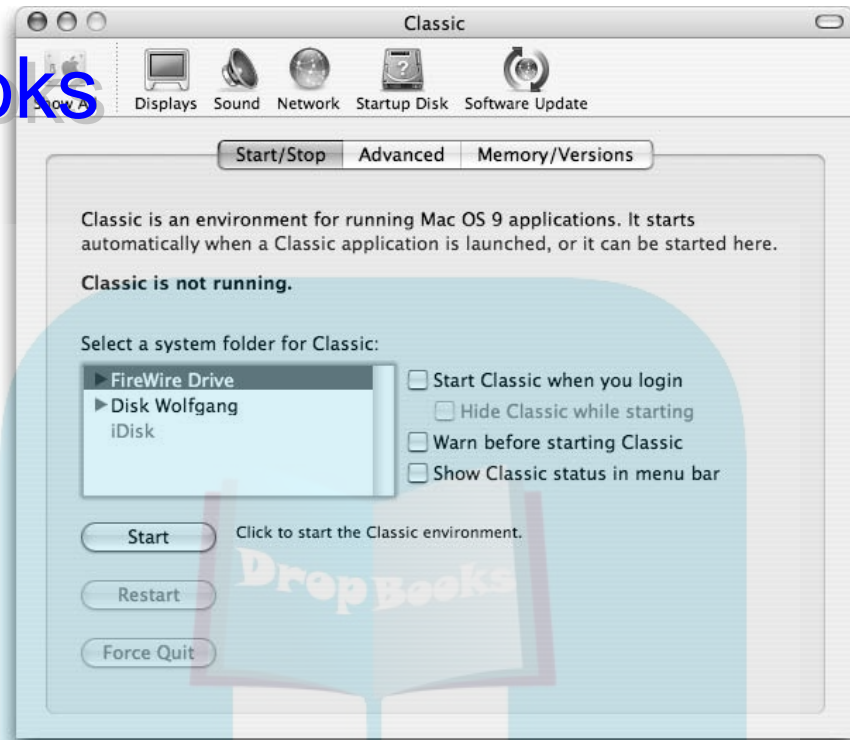 Classic
oks
Show All
Displays
Sound
Network
Startup Disk
Software Update
Start/Stop
Advanced
Memory/Versions
Classic is an environment for running Mac OS 9 applications. It starts
automatically when a Classic application is launched, or it can be started here.
Classic is not running.
Select a system folder for Classic:
FireWire Drive
Disk Wolfgang
iDisk
Start Classic when you login
Hide Classic while starting
Warn before starting Classic
Show Classic status in menu bar
Start
Click to start the Classic environment.
DropBooks
Restart
Force Quit